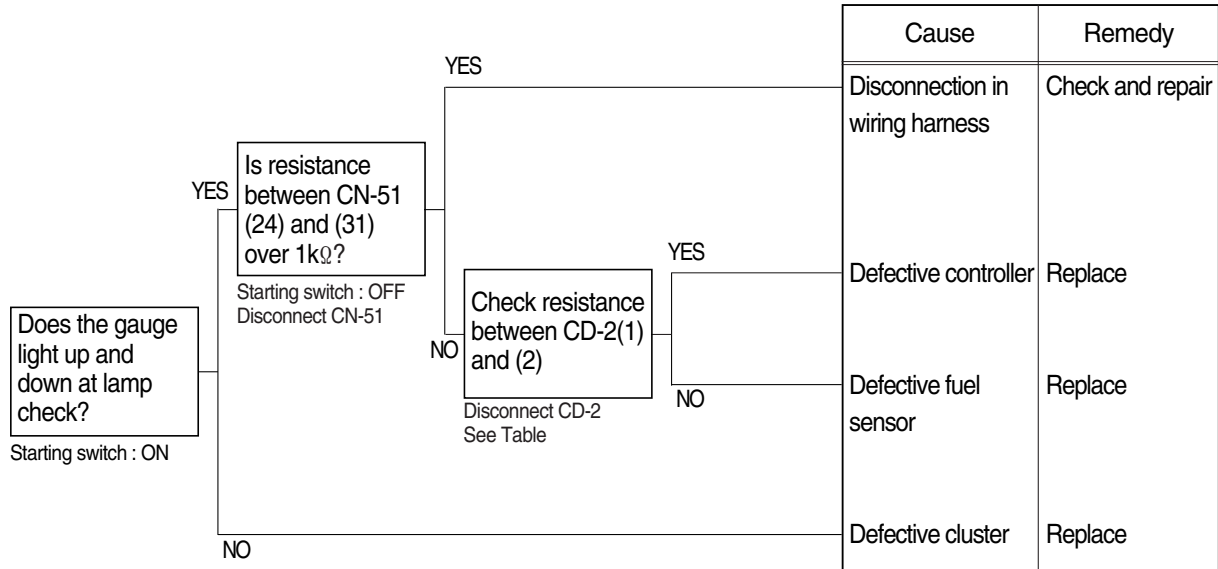 Does the gauge
light up and
down at lamp
check?
Starting switch : ON
YES
NO
Is resistance
between CN-51
(24) and (31)
over 1kΩ?
Starting switch : OFF
Disconnect CN-51
YES
NO
Check resistance
between CD-2(1)
and (2)
Disconnect CD-2
See Table
YES
NO
Cause Remedy
Disconnection in Check and repair
wiring harness
Defective controller Replace
Defective fuel Replace
sensor
Defective cluster Replace